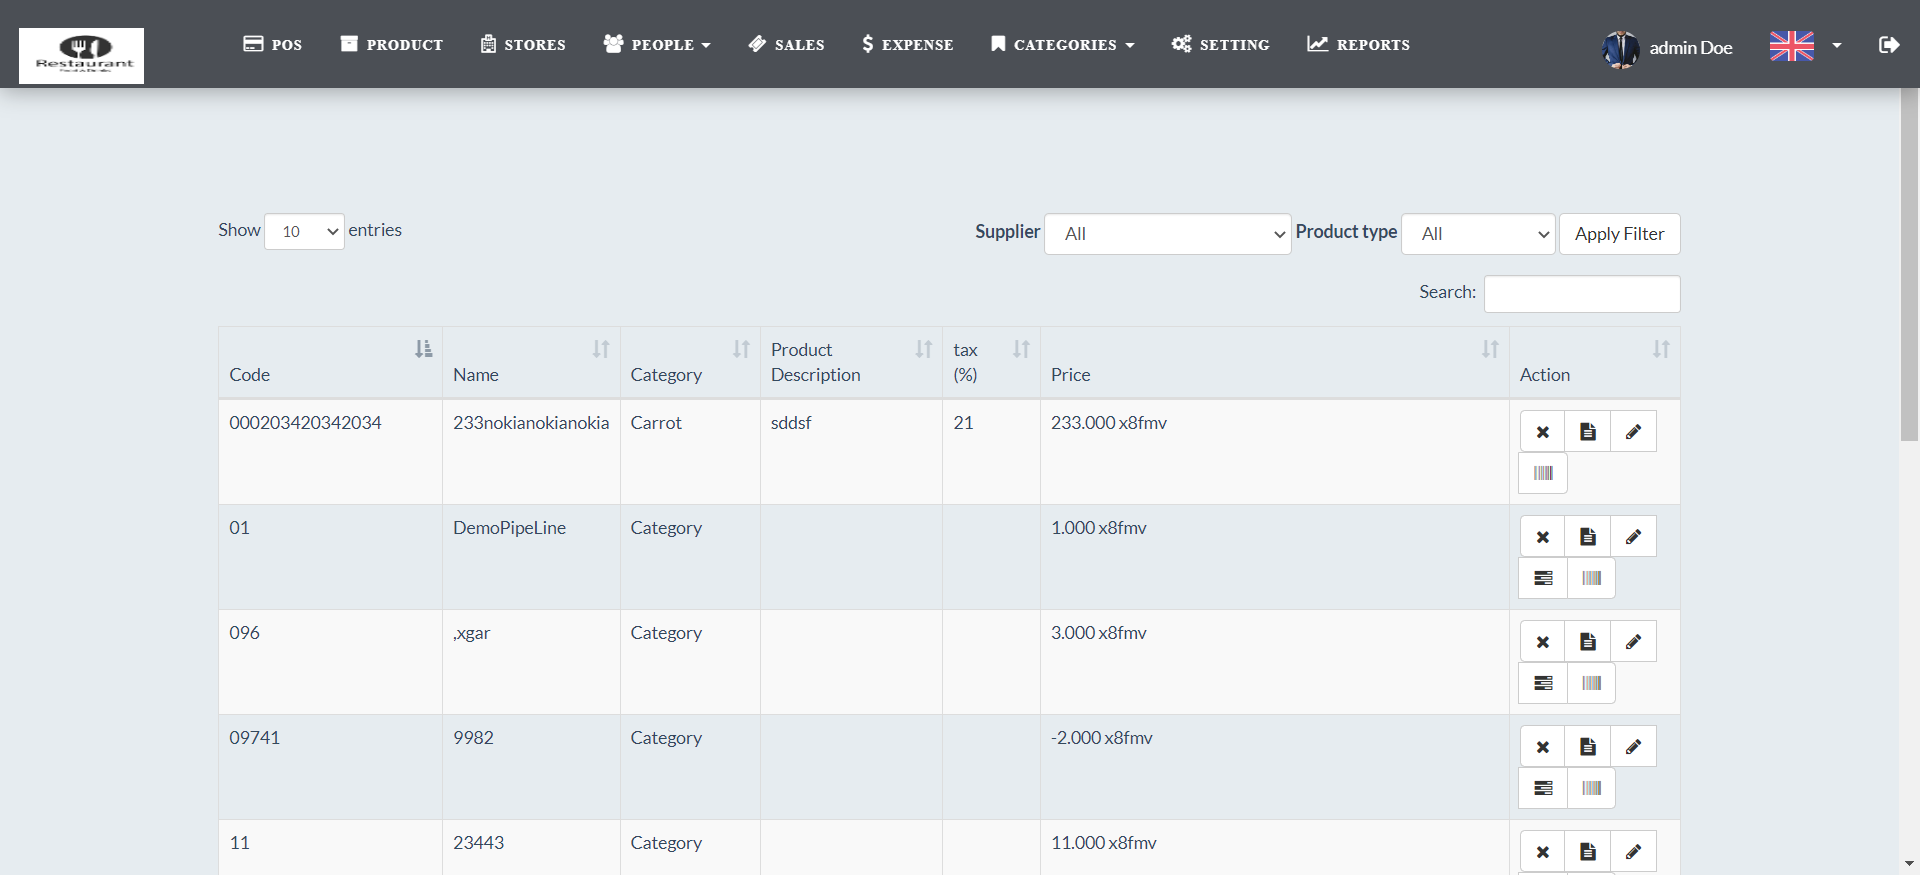 Restaurant
POS
PRODUCT
STORES
PEOPLE
SALES
EXPENSE
CATEGORIES
SETTING
REPORTS
admin Doe
Show 10 entries
Supplier All Product type All Apply Filter
Search:
Code Name Category Product Description tax (%) Price Action
000203420342034 233nokianokianokia Carrot sddsf 21 233.000 x8fmv
01 DemoPipeLine Category 1.000 x8fmv
096 ,xgar Category 3.000 x8fmv
09741 9982 Category -2.000 x8fmv
11 23443 Category 11.000 x8fmv